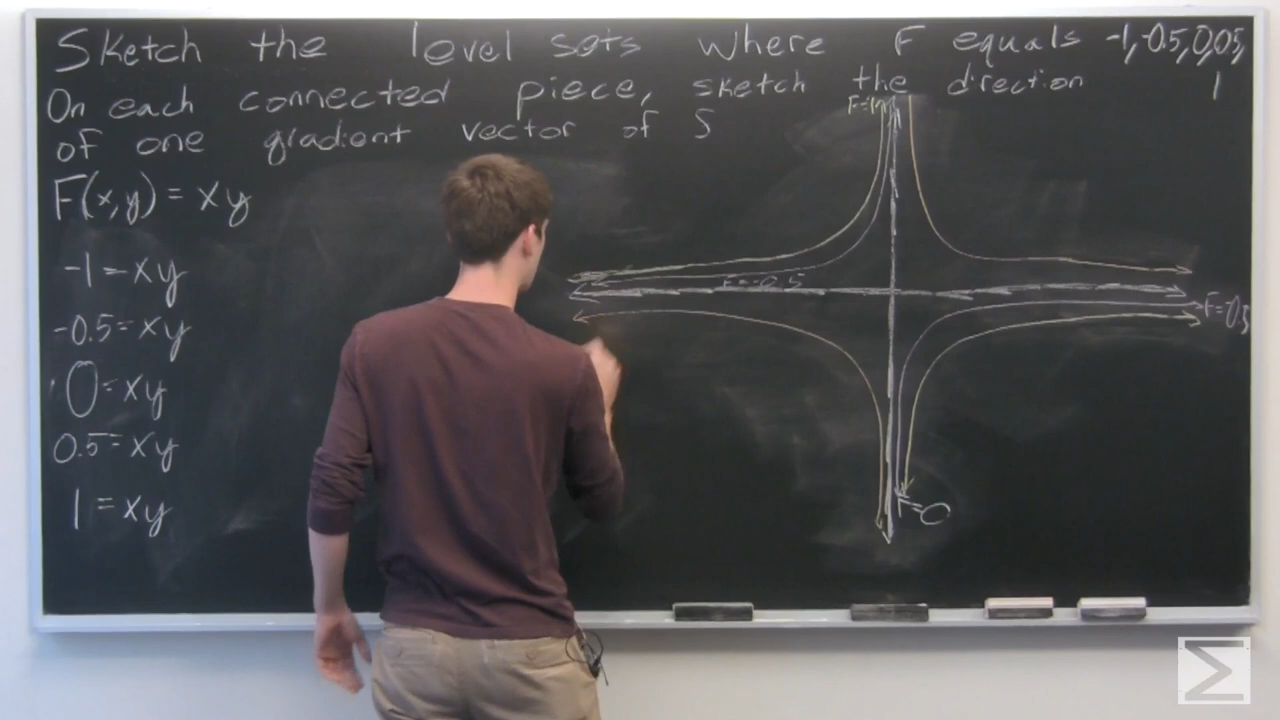 Sketch the level sets where F equals -1,-0.5,0,0.5,
1
On each connected piece, sketch the direction
of one gradient vector of S
F(x,y) = xy
-1 = xy
-0.5 = xy
0 = xy
0.5 = xy
1 = xy
F=-0.5
F=-0.5
F=0
Σ